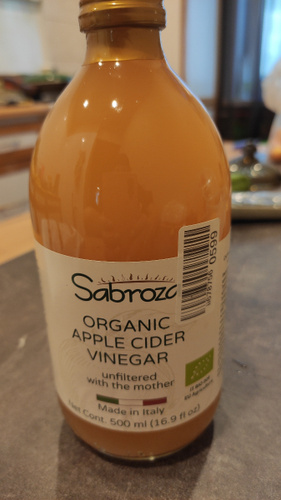 Sabrozo
ORGANIC
APPLE CIDER
VINEGAR
unfiltered
with the mother
Made in Italy
Net Cont. 500 ml (16.9 fl oz)
0599